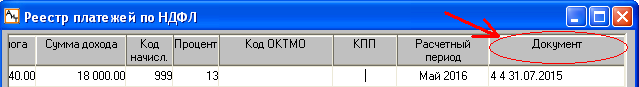 Реестр платежей по НДФЛ
юга Сумма дохода Код начисл. Процент Код ОКТМО КПП Расчетный период Документ
40.00 18 000.00 999 13 Май 2016 4 4 31.07.2015